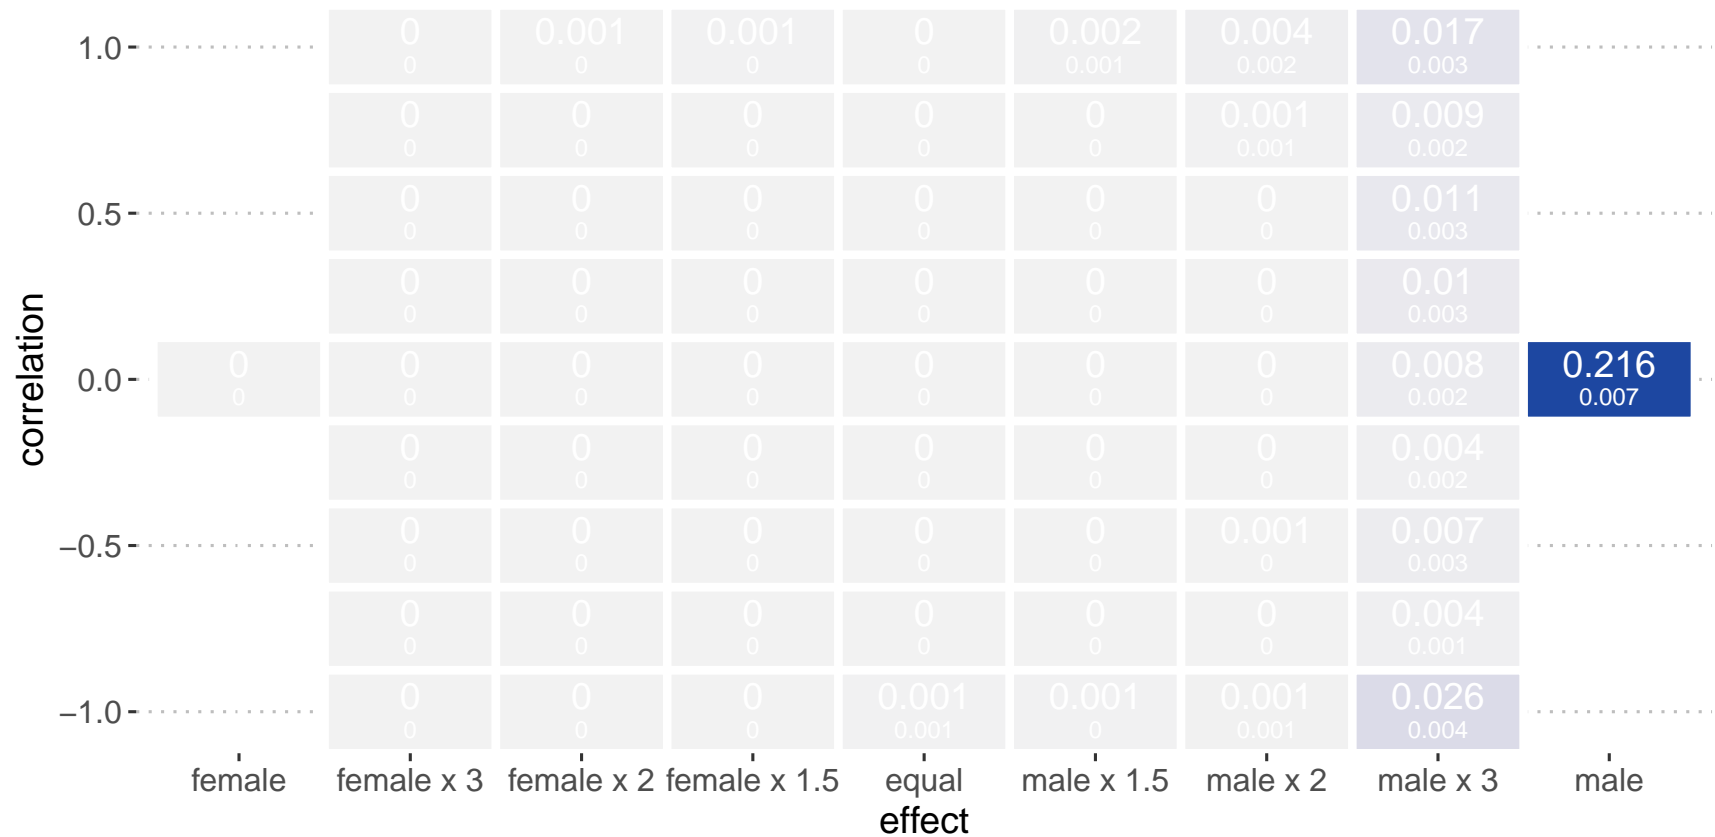 1.0 0 0.001 0.001 0 0.002 0.004 0.017
0 0 0 0 0.001 0.002 0.003
0 0 0 0 0 0.001 0.009
0 0 0 0 0 0.001 0.002
0.5 0 0 0 0 0 0 0.011
0 0 0 0 0 0 0.003
0 0 0 0 0 0 0.01
0 0 0 0 0 0 0.003
correlation
0.0 0 0 0 0 0 0 0 0.008 0.216
0 0 0 0 0 0 0 0.002 0.007
0 0 0 0 0 0 0.004
0 0 0 0 0 0 0.002
−0.5 0 0 0 0 0 0.001 0.007
0 0 0 0 0 0 0.003
0 0 0 0 0 0 0.004
0 0 0 0 0 0 0.001
−1.0 0 0 0 0.001 0.001 0.001 0.026
0 0 0 0.001 0 0.001 0.004
female female x 3 female x 2 female x 1.5 equal male x 1.5 male x 2 male x 3 male
effect